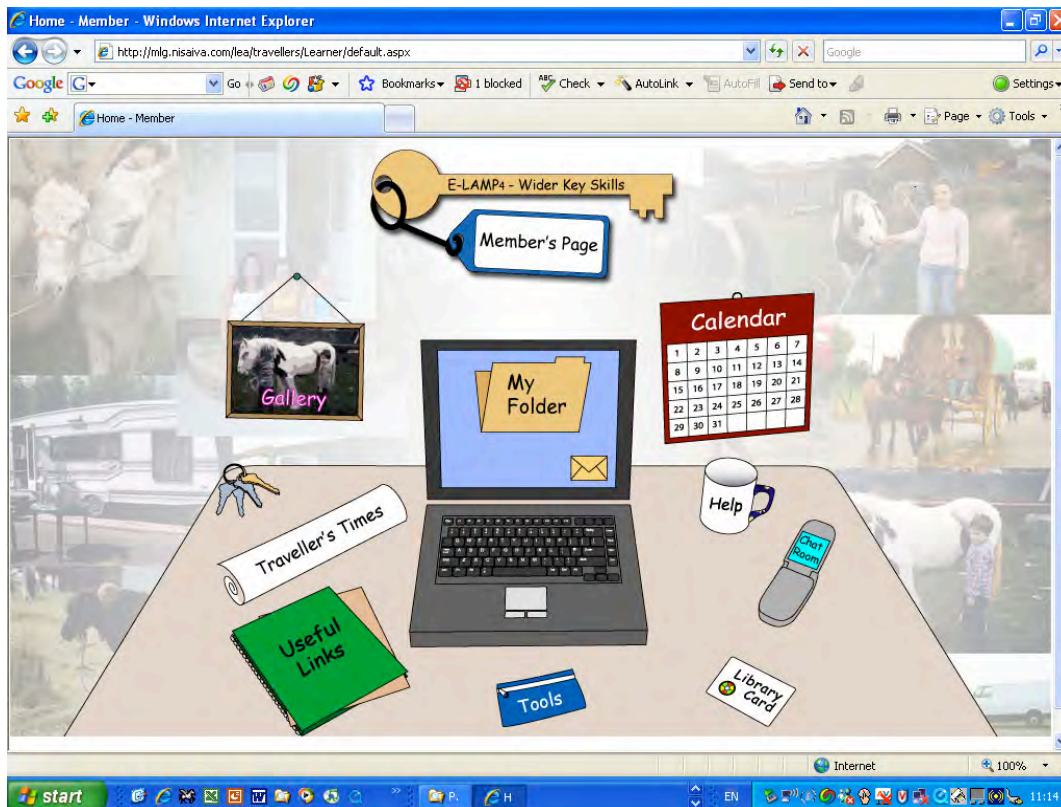 Home - Member - Windows Internet Explorer
http://mlg.nisaiva.com/lea/travellers/Learner/default.aspx
Google
Google G Go Bookmarks 1 blocked ABC Check AutoLink AutoFill Send to Settings
Home - Member
Page Tools
E-LAMP4 - Wider Key Skills
Member's Page
Gallery
My
Folder
Calendar
1 2 3 4 5 6 7
8 9 10 11 12 13 14
15 16 17 18 19 20 21
22 23 24 25 26 27 28
29 30 31
Traveller's Times
Help
Chat
Room
Useful
Links
Tools
Library
Card
Internet
100%
start
P.
H
EN